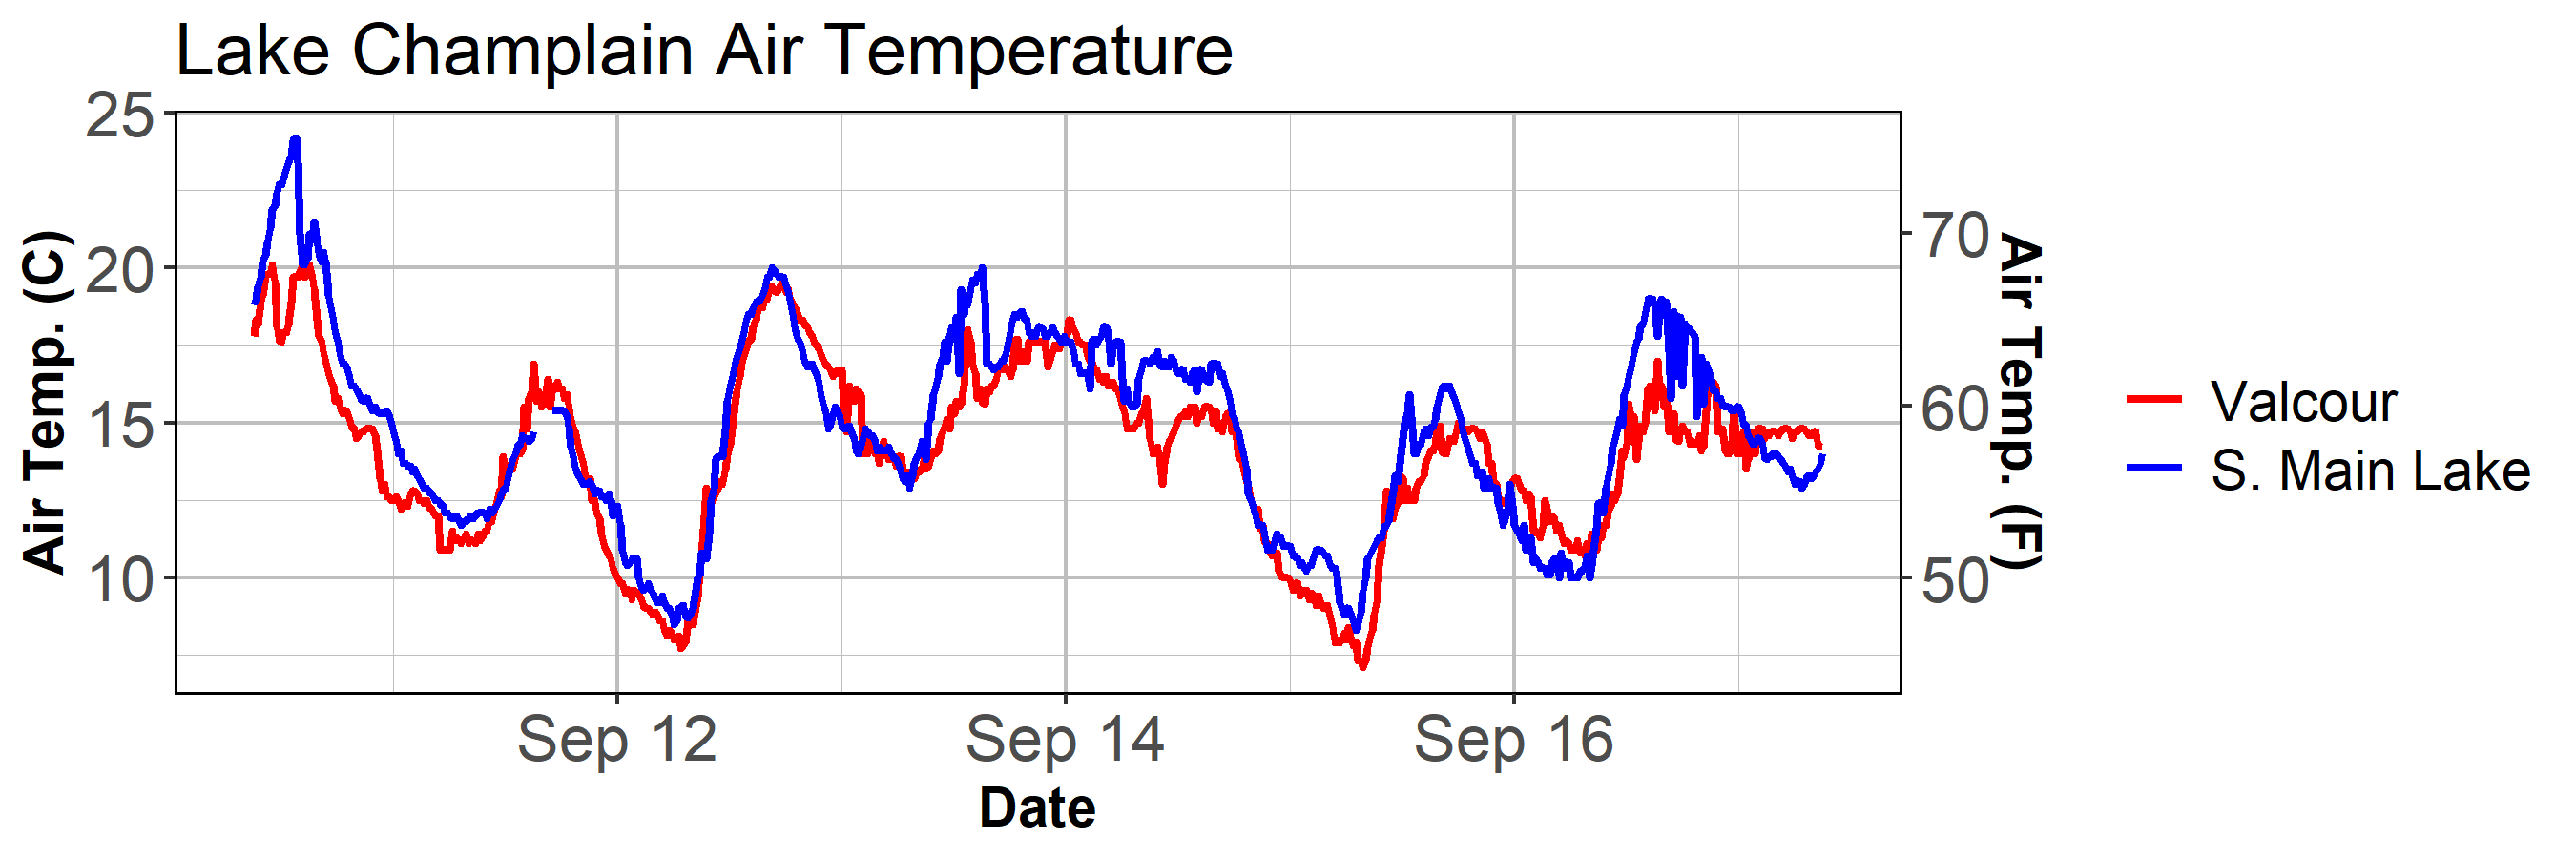 Lake Champlain Air Temperature
Air Temp. (C)
25
20
15
10
70
60
50
Air Temp. (F)
Sep 12
Sep 14
Sep 16
Date
Valcour
S. Main Lake